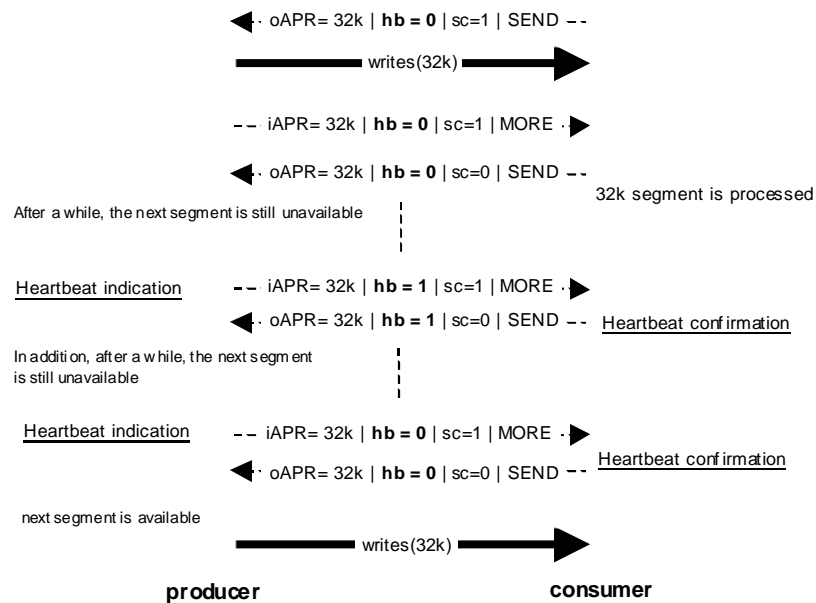 oAPR= 32k | hb = 0 | sc=1 | SEND
writes(32k)
iAPR= 32k | hb = 0 | sc=1 | MORE
oAPR= 32k | hb = 0 | sc=0 | SEND
32k segment is processed
After a while, the next segment is still unavailable
Heartbeat indication
iAPR= 32k | hb = 1 | sc=1 | MORE
oAPR= 32k | hb = 1 | sc=0 | SEND
Heartbeat confirmation
In addition, after a while, the next segment
is still unavailable
Heartbeat indication
iAPR= 32k | hb = 0 | sc=1 | MORE
oAPR= 32k | hb = 0 | sc=0 | SEND
Heartbeat confirmation
next segment is available
writes(32k)
producer
consumer